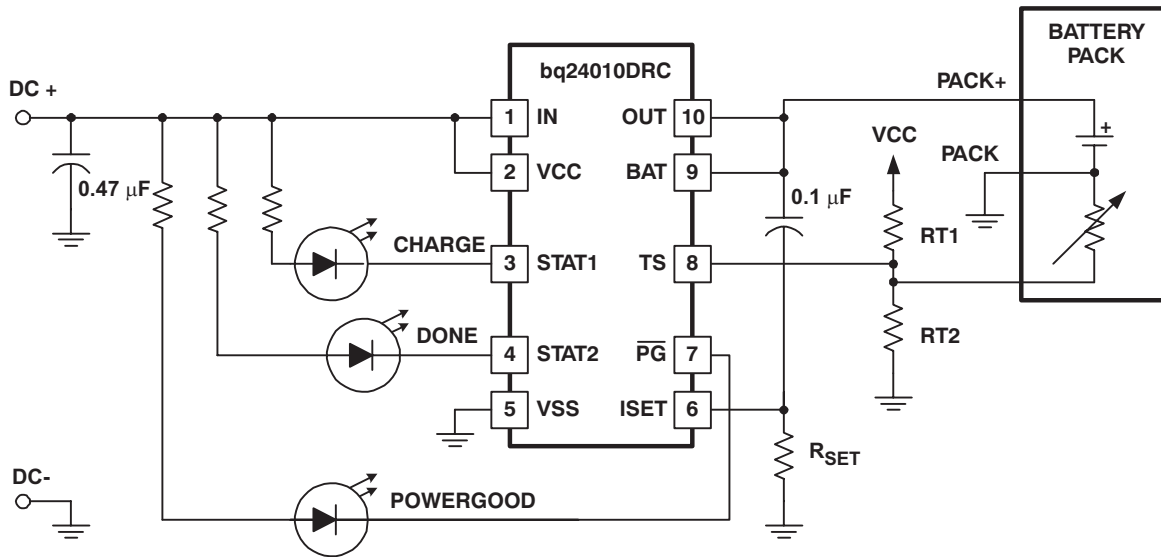 BATTERY
PACK
bq24010DRC
DC +
PACK+
1 IN OUT 10
VCC
PACK
2 VCC BAT 9
0.47 μF
0.1 μF
RT1
CHARGE
3 STAT1 TS 8
DONE
RT2
4 STAT2 PG 7
5 VSS ISET 6
RSET
DC-
POWERGOOD
+